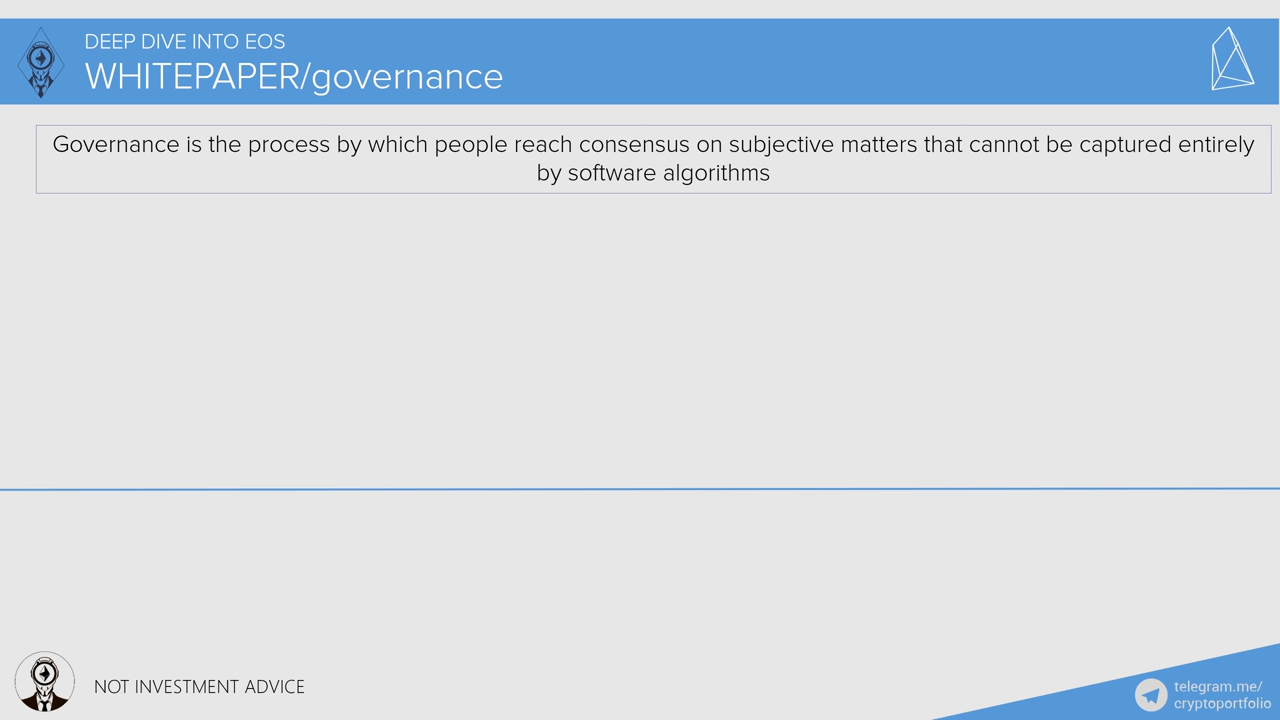 DEEP DIVE INTO EOS
WHITEPAPER/governance
Governance is the process by which people reach consensus on subjective matters that cannot be captured entirely
by software algorithms
NOT INVESTMENT ADVICE
telegram.me/
cryptoportfolio